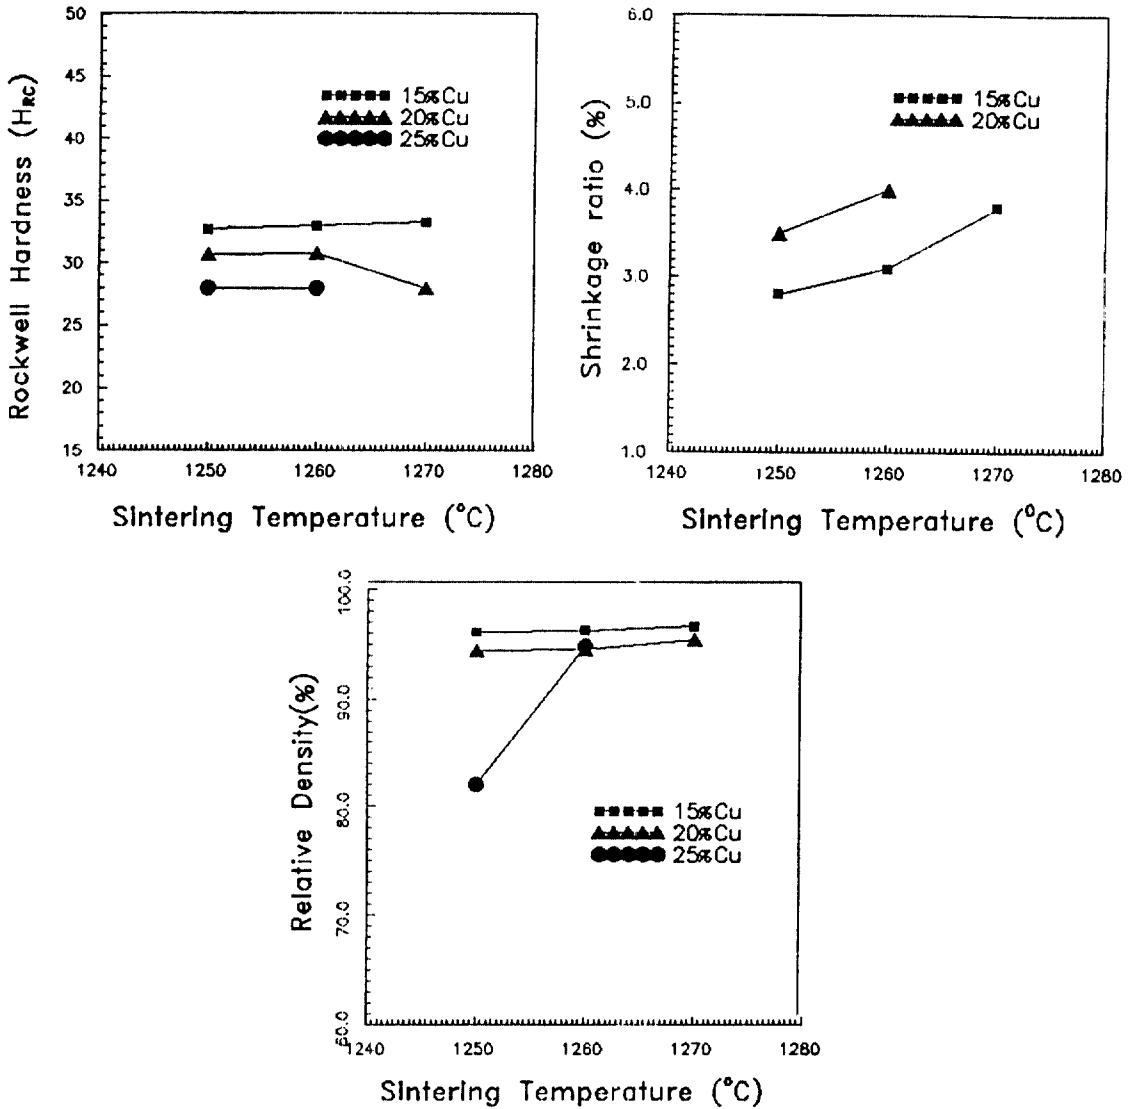 Rockwell Hardness (HRC)
50
45
40
35
30
25
20
15
15%Cu
20%Cu
25%Cu
1240 1250 1260 1270 1280
Sintering Temperature (°C)
Shrinkage ratio (%)
6.0
5.0
4.0
3.0
2.0
1.0
15%Cu
20%Cu
1240 1250 1260 1270 1280
Sintering Temperature (°C)
Relative Density(%)
100.0
90.0
80.0
70.0
60.0
15%Cu
20%Cu
25%Cu
1240 1250 1260 1270 1280
Sintering Temperature (°C)